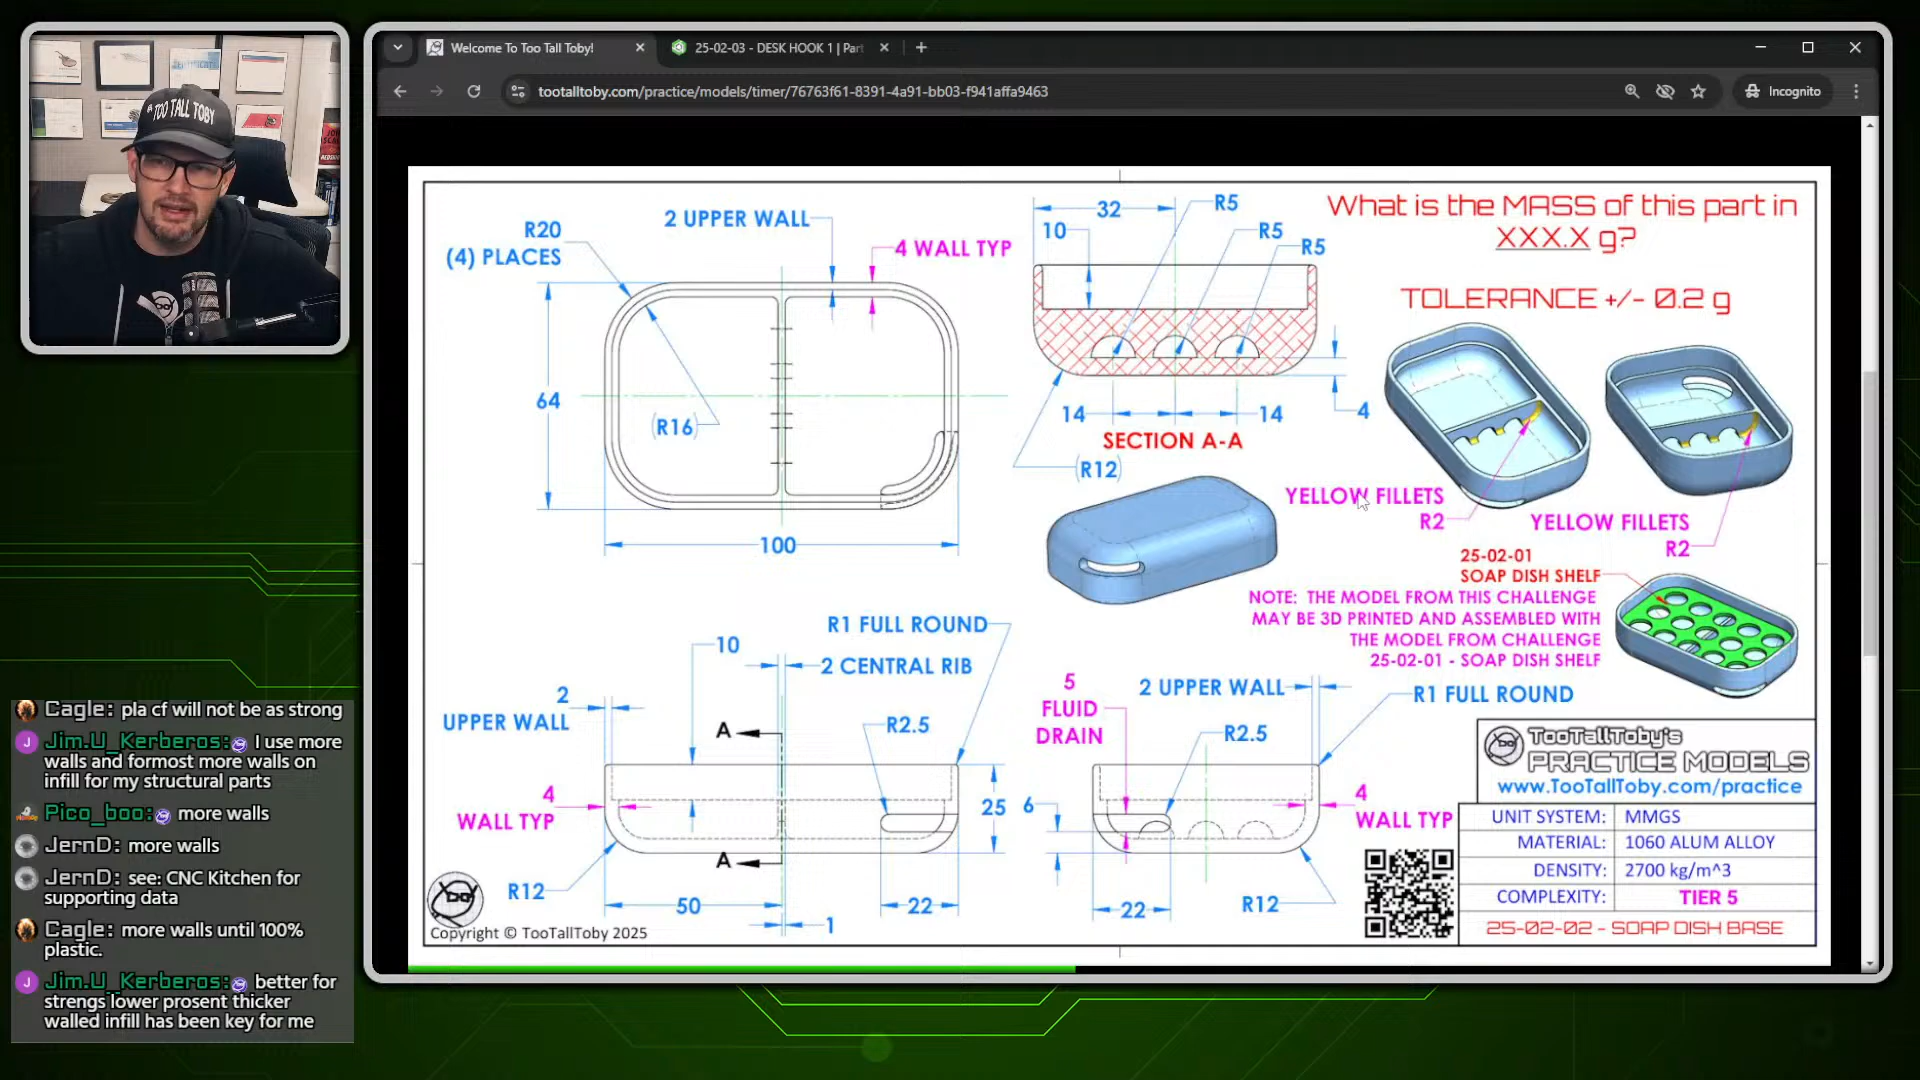 Welcome To Too Tall Toby!
25-02-03 - DESK HOOK 1 | Part
tootalltoby.com/practice/models/timer/76763f61-8391-4a91-bb03-f941affa9463
Incognito
TOO TALL TOBY
CERTIFICATE
R20
(4) PLACES
2 UPPER WALL
4 WALL TYP
64
(R16)
100
32
10
R5
R5
R5
14
14
4
SECTION A-A
(R12)
What is the MASS of this part in
XXX.X g?
TOLERANCE +/- 0.2 g
YELLOW FILLETS
R2
YELLOW FILLETS
R2
25-02-01
SOAP DISH SHELF
NOTE: THE MODEL FROM THIS CHALLENGE
MAY BE 3D PRINTED AND ASSEMBLED WITH
THE MODEL FROM CHALLENGE
25-02-01 - SOAP DISH SHELF
R1 FULL ROUND
10
2 CENTRAL RIB
2
UPPER WALL
A
R2.5
4
WALL TYP
25
A
R12
50
22
1
5
FLUID
DRAIN
2 UPPER WALL
R1 FULL ROUND
R2.5
6
4
WALL TYP
22
R12
TooTallToby's
PRACTICE MODELS
www.TooTallToby.com/practice
UNIT SYSTEM: MMGS
MATERIAL: 1060 ALUM ALLOY
DENSITY: 2700 kg/m^3
COMPLEXITY: TIER 5
25-02-02 - SOAP DISH BASE
Copyright © TooTallToby 2025
Cagle: pla cf will not be as strong
Jim.U_Kerberos: I use more
walls and formost more walls on
infill for my structural parts
Pico_boo: more walls
JernD: more walls
JernD: see: CNC Kitchen for
supporting data
Cagle: more walls until 100%
plastic.
Jim.U_Kerberos: better for
strengs lower prosent thicker
walled infill has been key for me